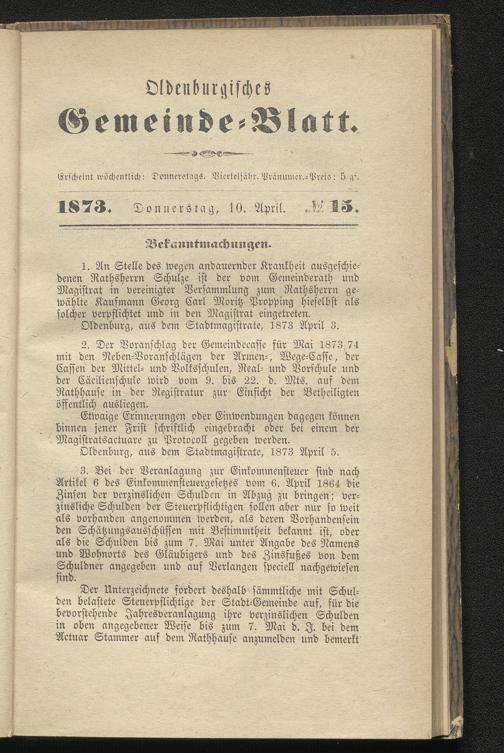 Oldenburgisches
Gemeinde-Blatt.
Erscheint wöchentlich: Donnerstags. Vierteljähr. Pränumer.-Preis: 5 gr.
1873. Donnerstag, 10. April. № 15.
Bekanntmachungen.
1. An Stelle des wegen andauernder Krankheit ausgeschie-
denen Rathsherrn Schulze ist der vom Gemeinderath und
Magistrat in vereinigter Versammlung zum Rathsherrn ge-
wählte Kaufmann Georg Carl Moritz Propping hieselbst als
solcher verpflichtet und in den Magistrat eingetreten.
Oldenburg, aus dem Stadtmagistrate, 1873 April 3.
2. Der Voranschlag der Gemeindecasse für Mai 1873/74
mit den Neben-Voranschlägen der Armen-, Wege-Casse, der
Cassen der Mittel- und Volksschulen, Real- und Vorschule und
der Cäcilienschule wird vom 9. bis 22. d. Mts. auf dem
Rathhause in der Registratur zur Einsicht der Betheiligten
öffentlich ausliegen.
Etwaige Erinnerungen oder Einwendungen dagegen können
binnen jener Frist schriftlich eingebracht oder bei einem der
Magistratsactuare zu Protocoll gegeben werden.
Oldenburg, aus dem Stadtmagistrate, 1873 April 5.
3. Bei der Veranlagung zur Einkommensteuer sind nach
Artikel 6 des Einkommensteuergesetzes vom 6. April 1864 die
Zinsen der verzinslichen Schulden in Abzug zu bringen; ver-
zinsliche Schulden der Steuerpflichtigen sollen aber nur so weit
als vorhanden angenommen werden, als deren Vorhandensein
den Schätzungsausschüssen mit Bestimmtheit bekannt ist, oder
als die Schulden bis zum 7. Mai unter Angabe des Namens
und Wohnorts des Gläubigers und des Zinsfußes von dem
Schuldner angegeben und auf Verlangen speciell nachgewiesen
sind.
Der Unterzeichnete fordert deshalb sämmtliche mit Schul-
den belastete Steuerpflichtige der Stadt-Gemeinde auf, für die
bevorstehende Jahresveranlagung ihre verzinslichen Schulden
in oben angegebener Weise bis zum 7. Mai d. J. bei dem
Actuar Stammer auf dem Rathhause anzumelden und bemerkt